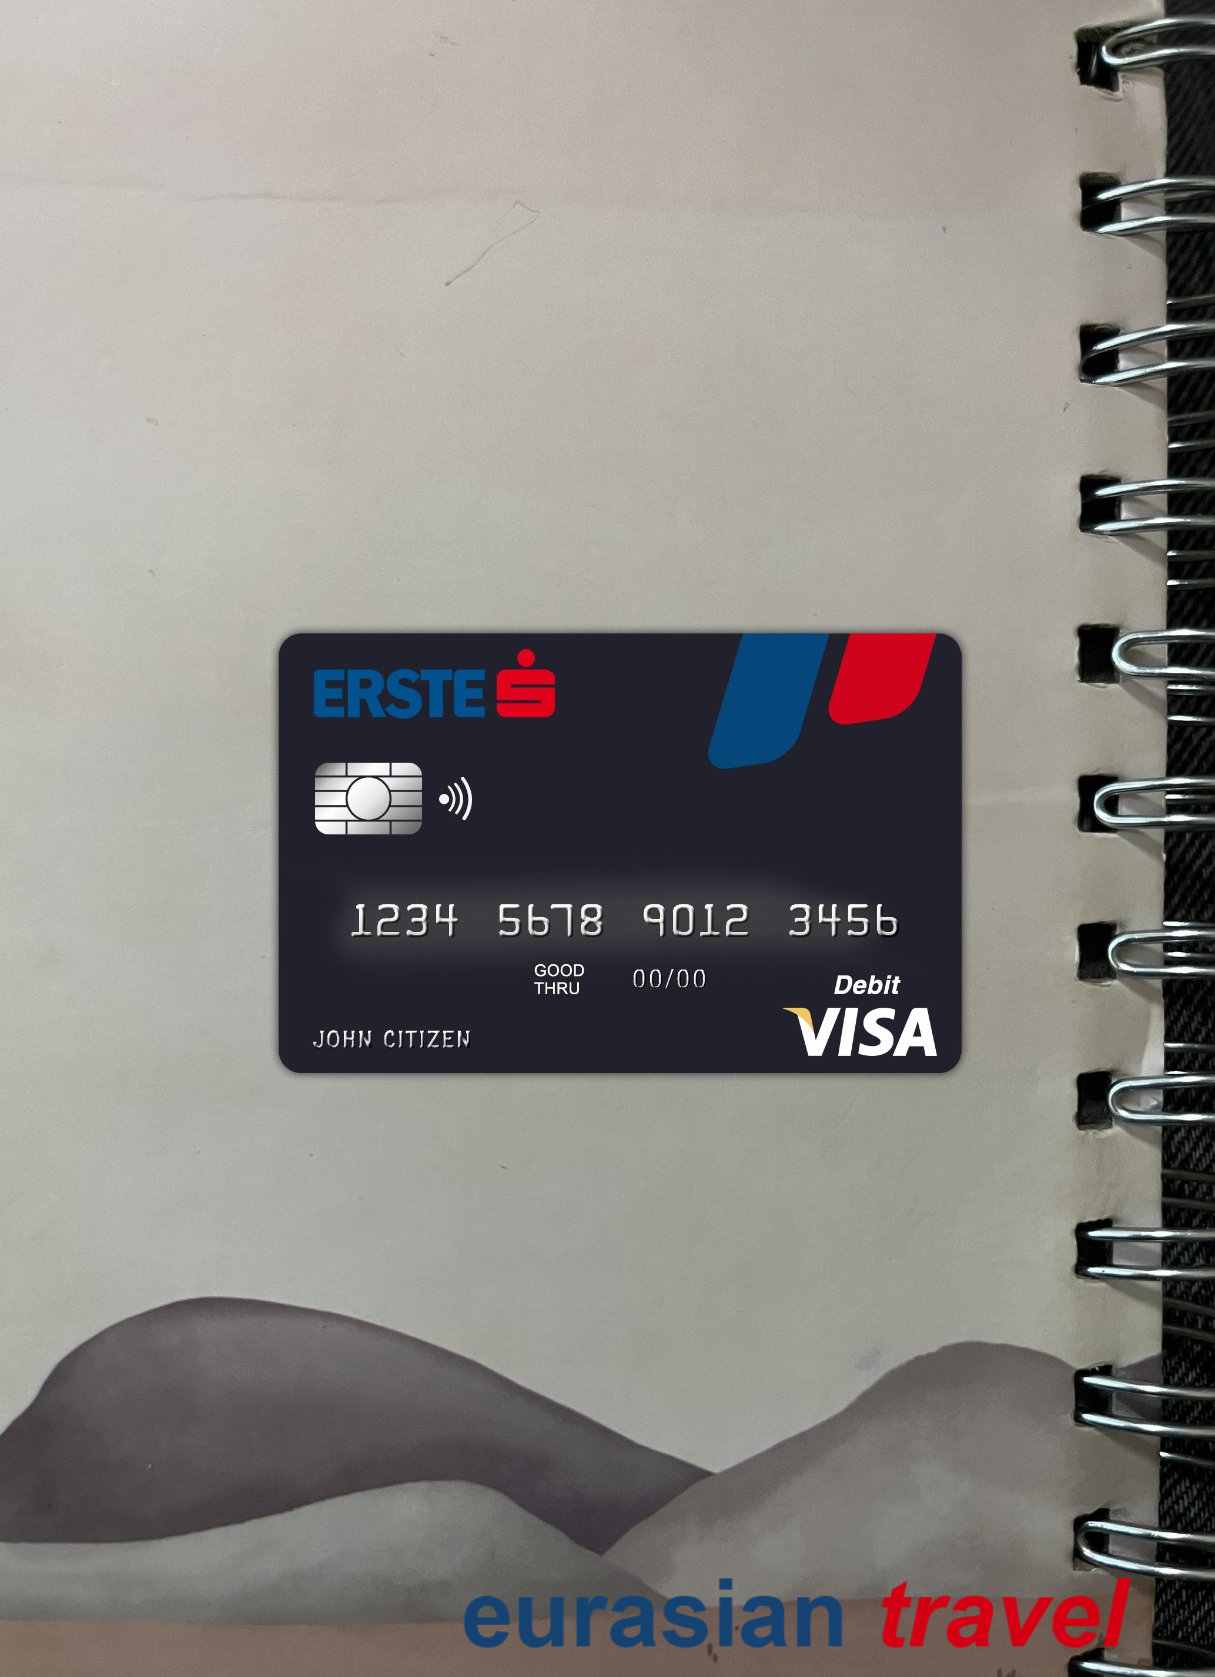 ERSTE S
1234 5678 9012 3456
GOOD
THRU 00/00
Debit
VISA
JOHN CITIZEN
eurasian travel